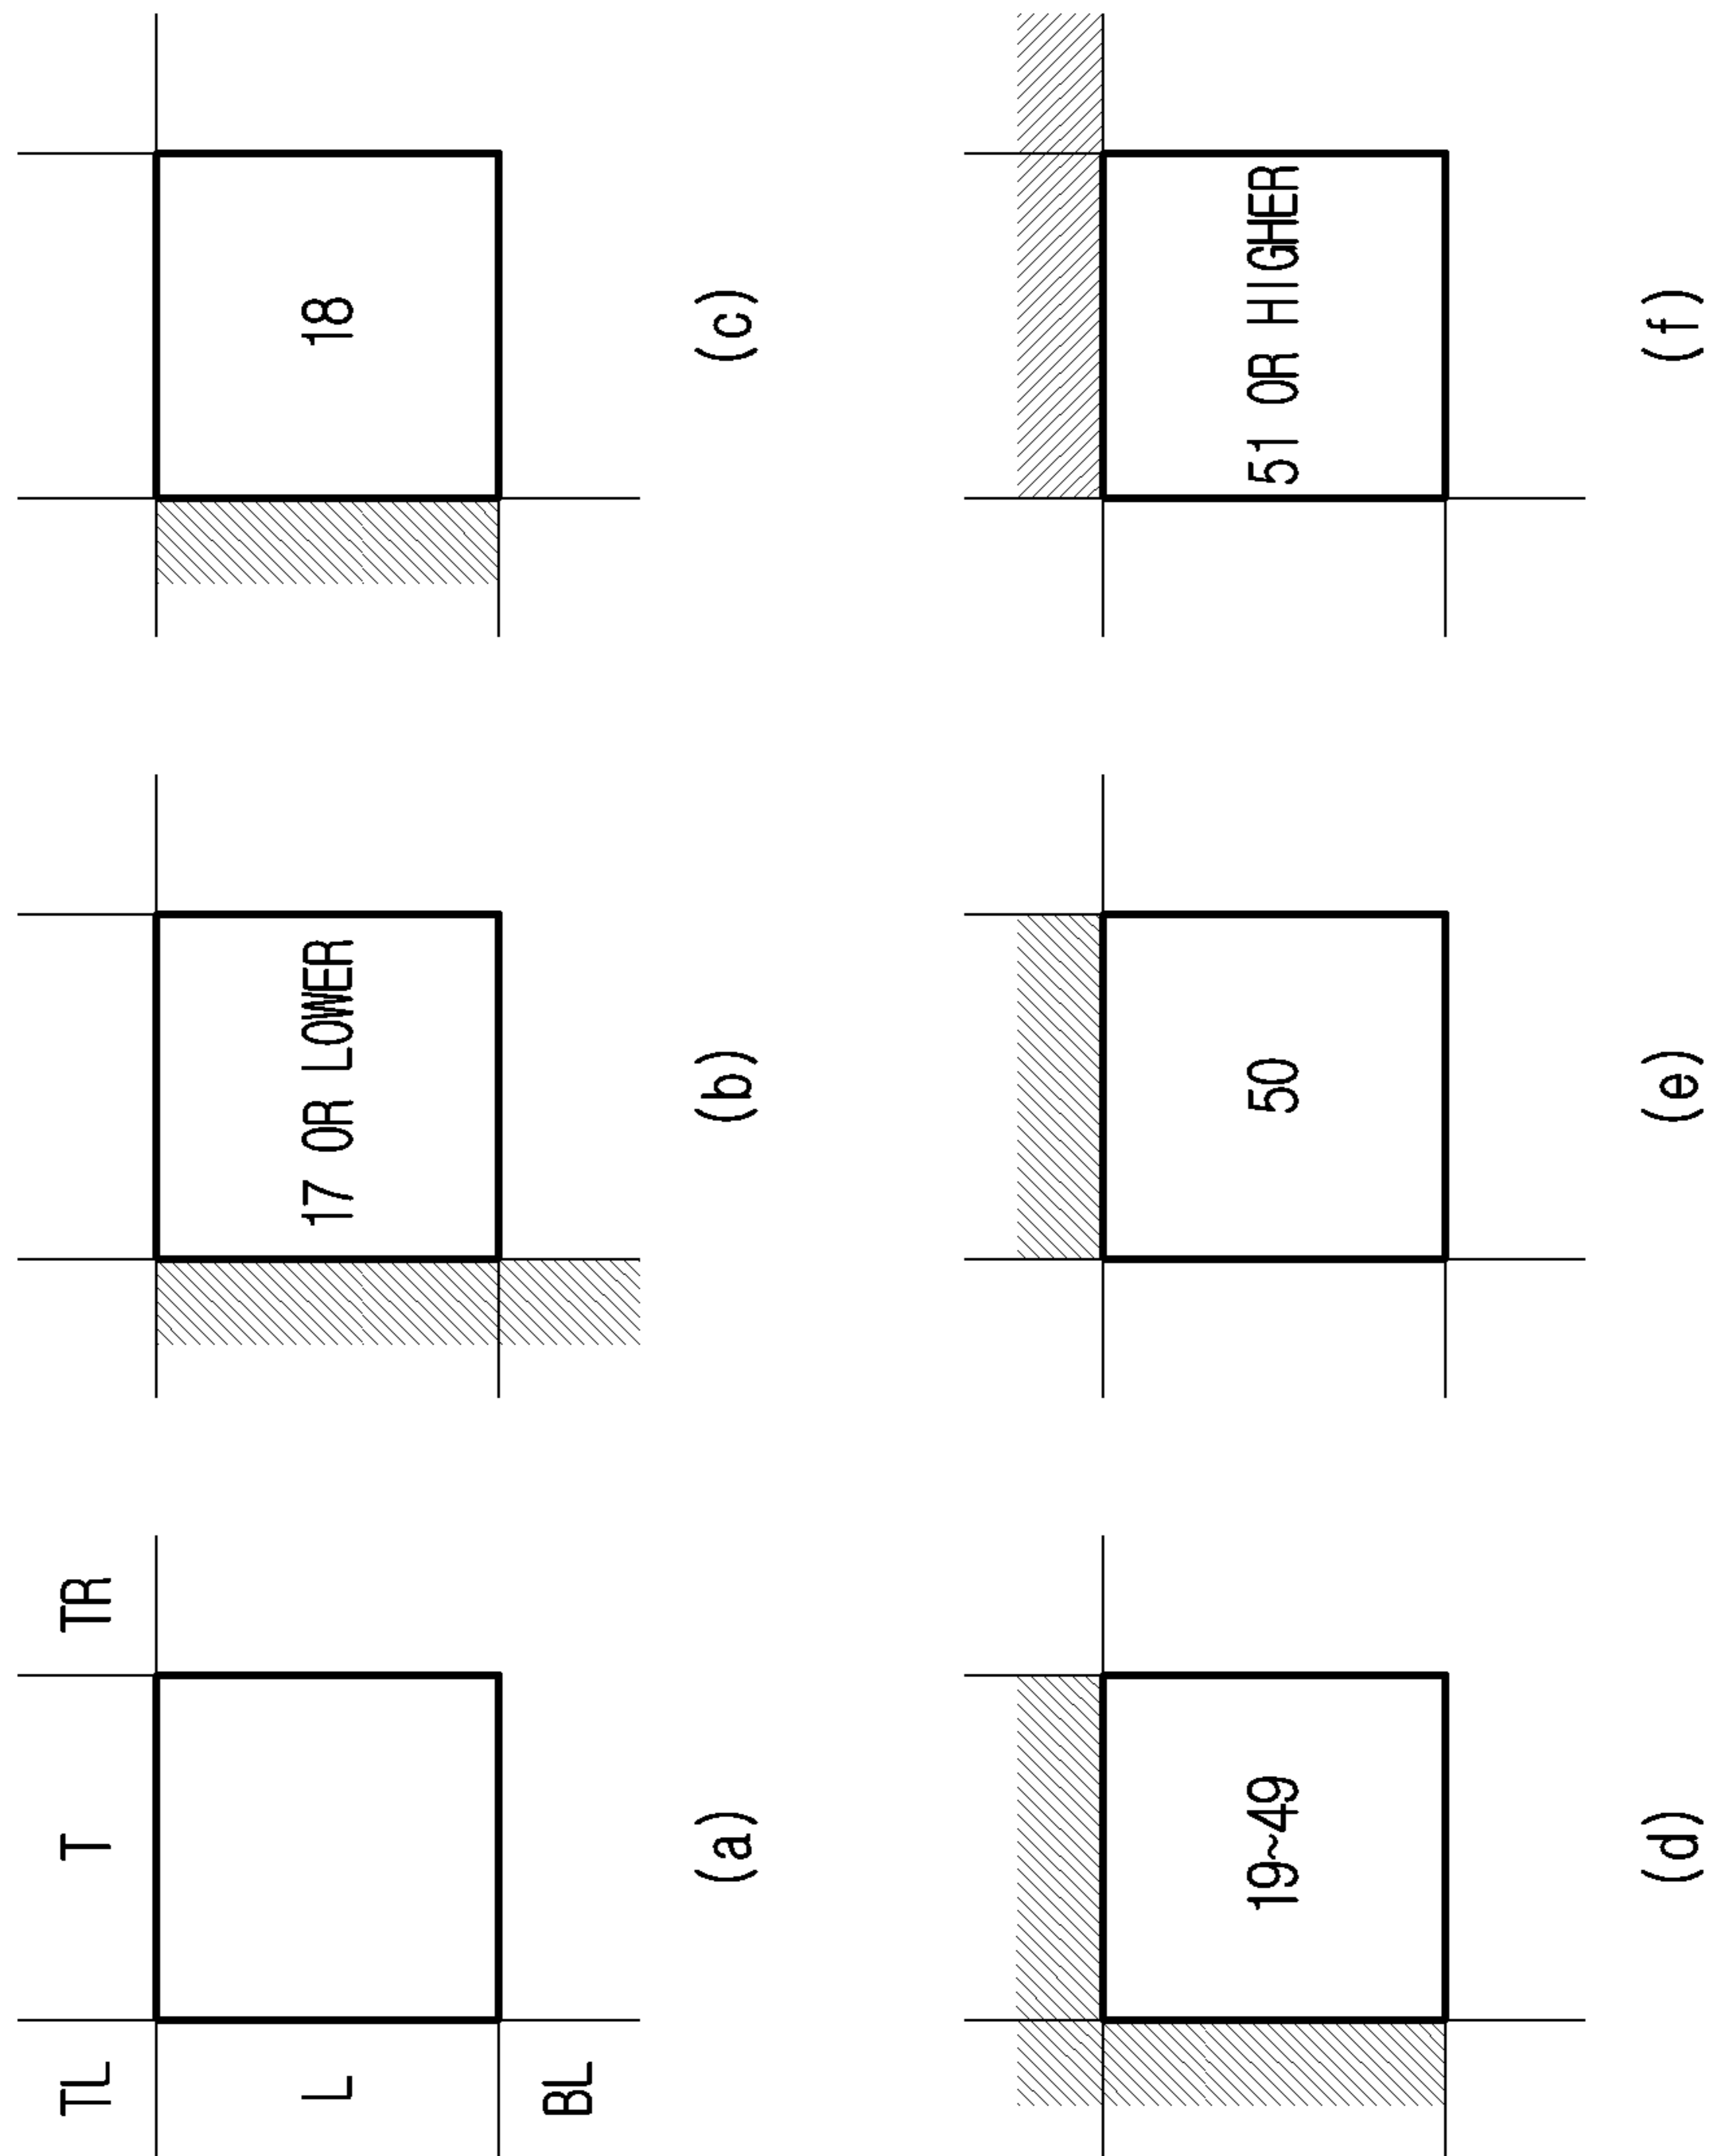 TL T TR
L
17 OR LOWER
18
BL
(a)
(b)
(c)
19~49
50
51 OR HIGHER
(d)
(e)
(f)